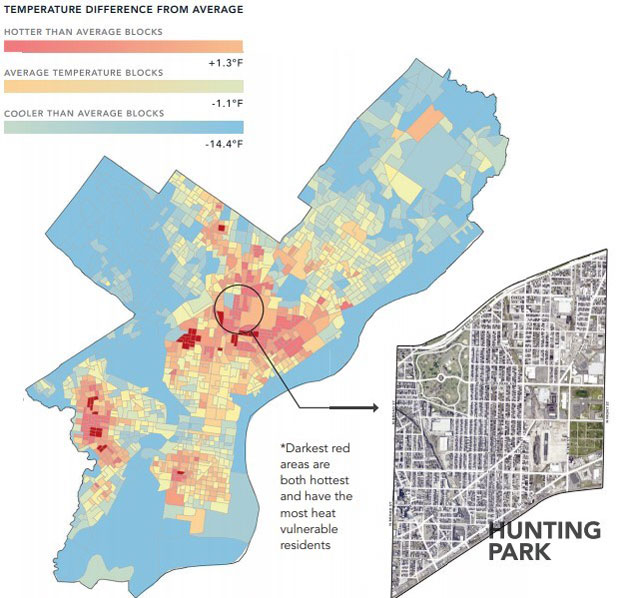 TEMPERATURE DIFFERENCE FROM AVERAGE
HOTTER THAN AVERAGE BLOCKS
+1.3°F
AVERAGE TEMPERATURE BLOCKS
-1.1°F
COOLER THAN AVERAGE BLOCKS
-14.4°F
*Darkest red
areas are
both hottest
and have the
most heat
vulnerable
residents
HUNTING
PARK